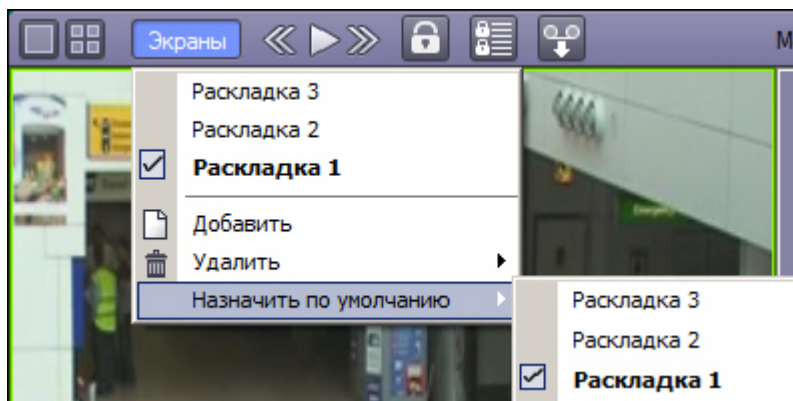 Экраны
М
Раскладка 3
Раскладка 2
Раскладка 1
Добавить
Удалить
Назначить по умолчанию
Раскладка 3
Раскладка 2
Раскладка 1